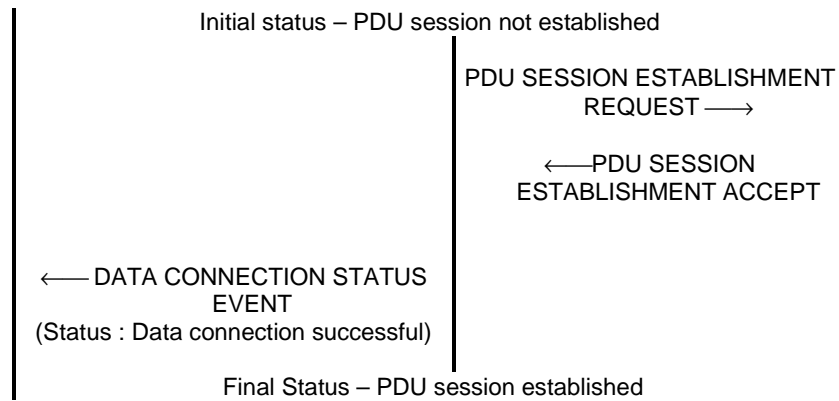 Initial status – PDU session not established
PDU SESSION ESTABLISHMENT
REQUEST ⟶
⟵PDU SESSION
ESTABLISHMENT ACCEPT
⟵ DATA CONNECTION STATUS
EVENT
(Status : Data connection successful)
Final Status – PDU session established